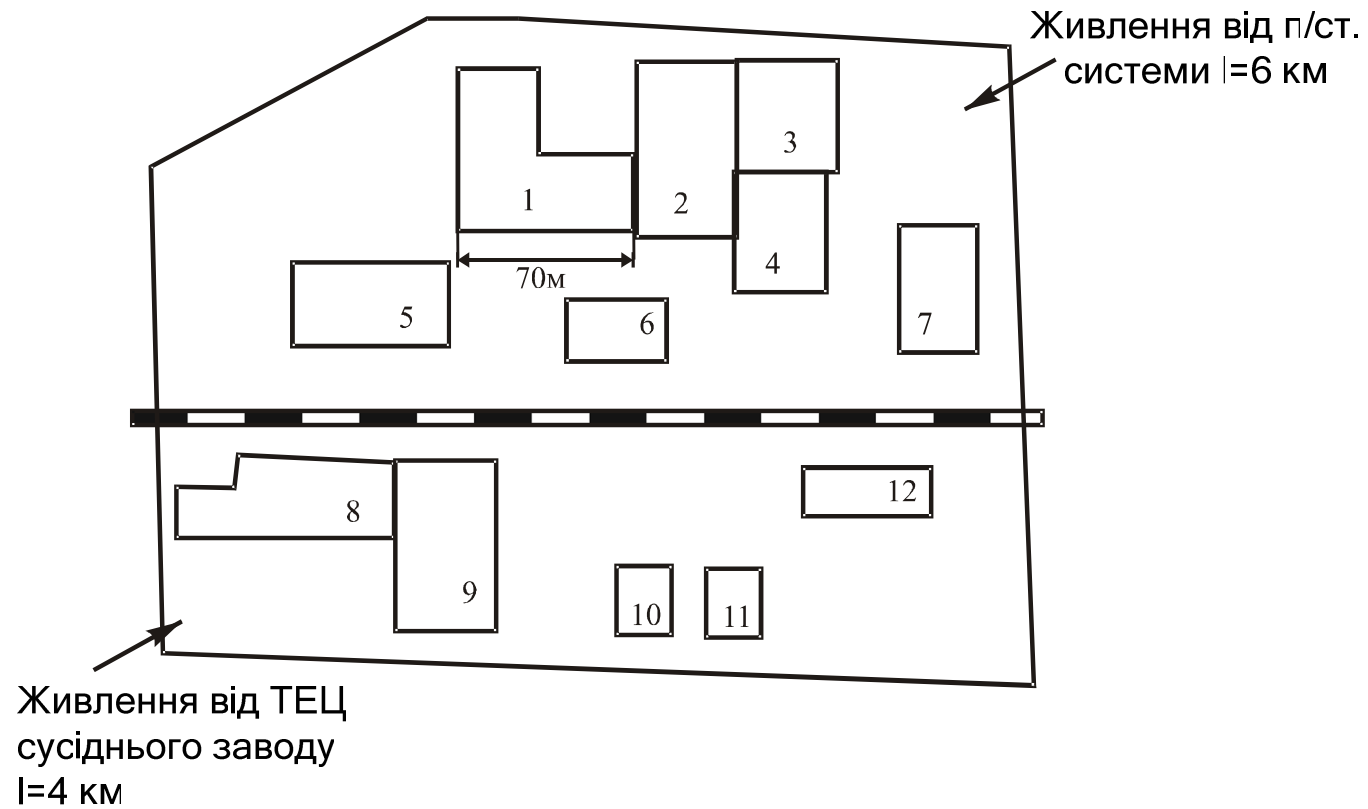 Живлення від п/ст.
системи l=6 км
3
1
2
4
70м
5
6
7
8
12
9
10
11
Живлення від ТЕЦ
сусіднього заводу
l=4 км